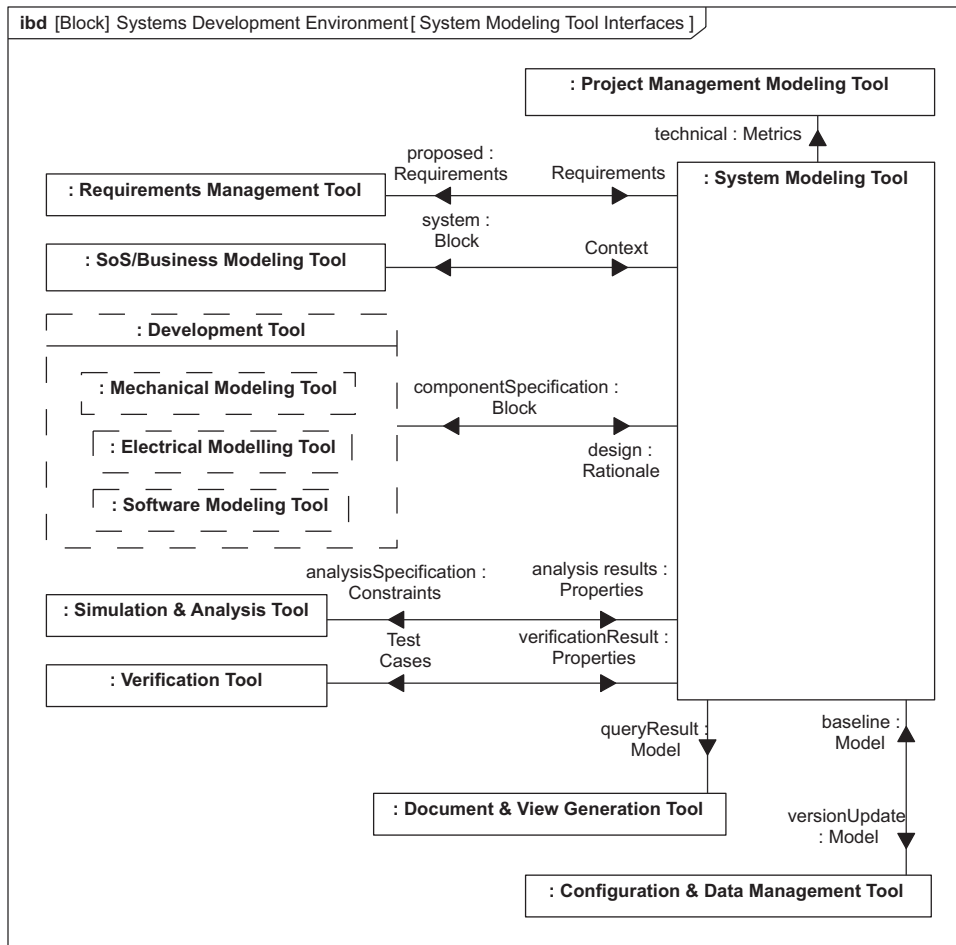 ibd [Block] Systems Development Environment[ System Modeling Tool Interfaces ]
: Project Management Modeling Tool
technical : Metrics
: System Modeling Tool
proposed :
Requirements
Requirements
: Requirements Management Tool
system :
Block
Context
: SoS/Business Modeling Tool
: Development Tool
: Mechanical Modeling Tool
: Electrical Modelling Tool
: Software Modeling Tool
componentSpecification :
Block
design :
Rationale
analysisSpecification :
Constraints
analysis results :
Properties
: Simulation & Analysis Tool
Test
Cases
verificationResult :
Properties
: Verification Tool
queryResult :
Model
baseline :
Model
: Document & View Generation Tool
versionUpdate
: Model
: Configuration & Data Management Tool